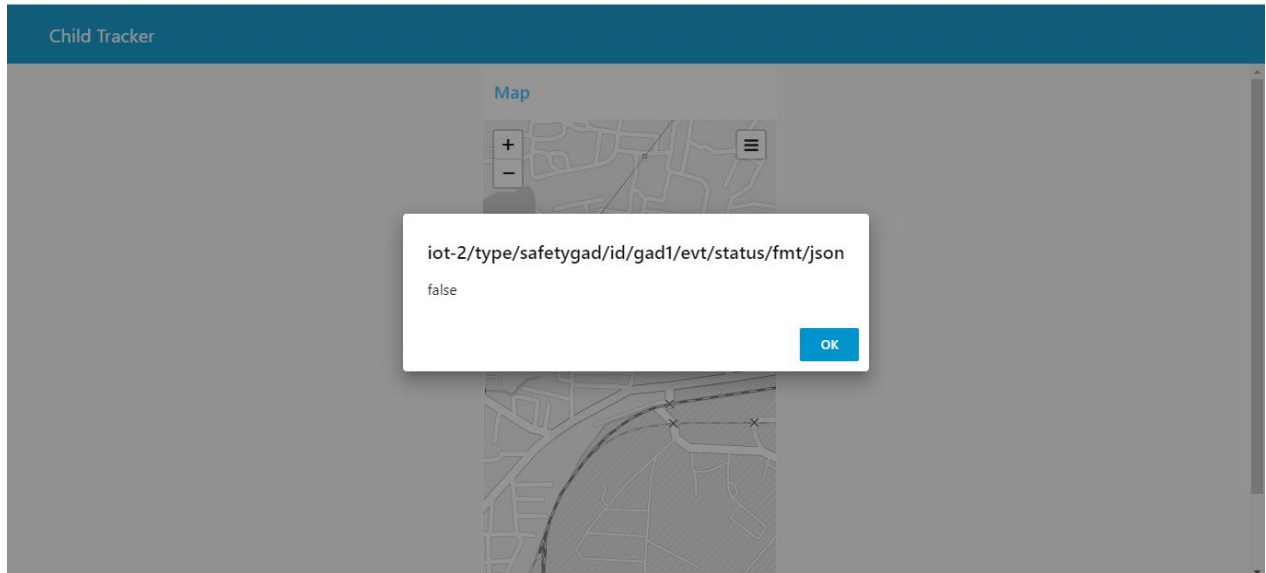 Child Tracker
Map
+
−
iot-2/type/safetygad/id/gad1/evt/status/fmt/json
false
OK